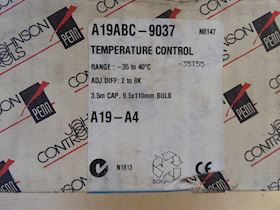 A19ABC-9037 N0147
TEMPERATURE CONTROL
RANGE : -35 to 40°C -35T55
ADJ DIFF: 2 to 8K
3.5m CAP. 9.5x110mm BULB
A19-A4
N1813
BOX
JOHNSON CONTROLS
PENN
JOHNSON CONTROLS
PENN